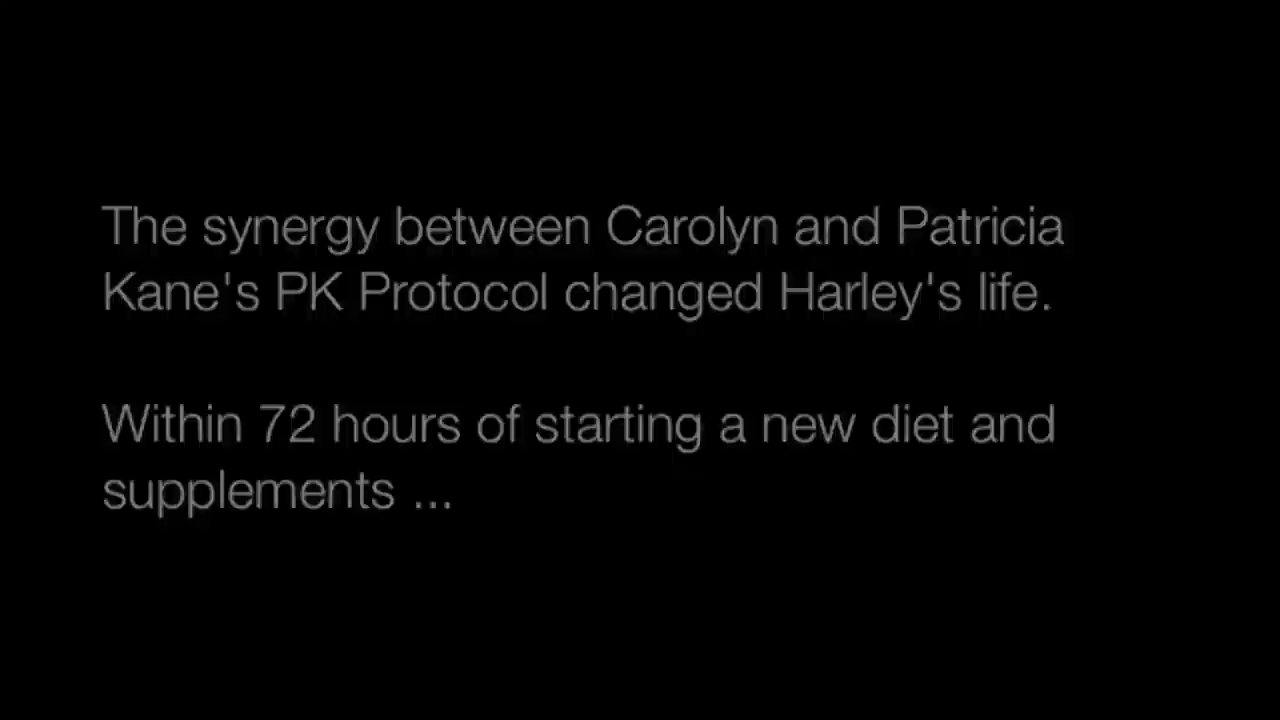 The synergy between Carolyn and Patricia
Kane's PK Protocol changed Harley's life.
Within 72 hours of starting a new diet and
supplements ...